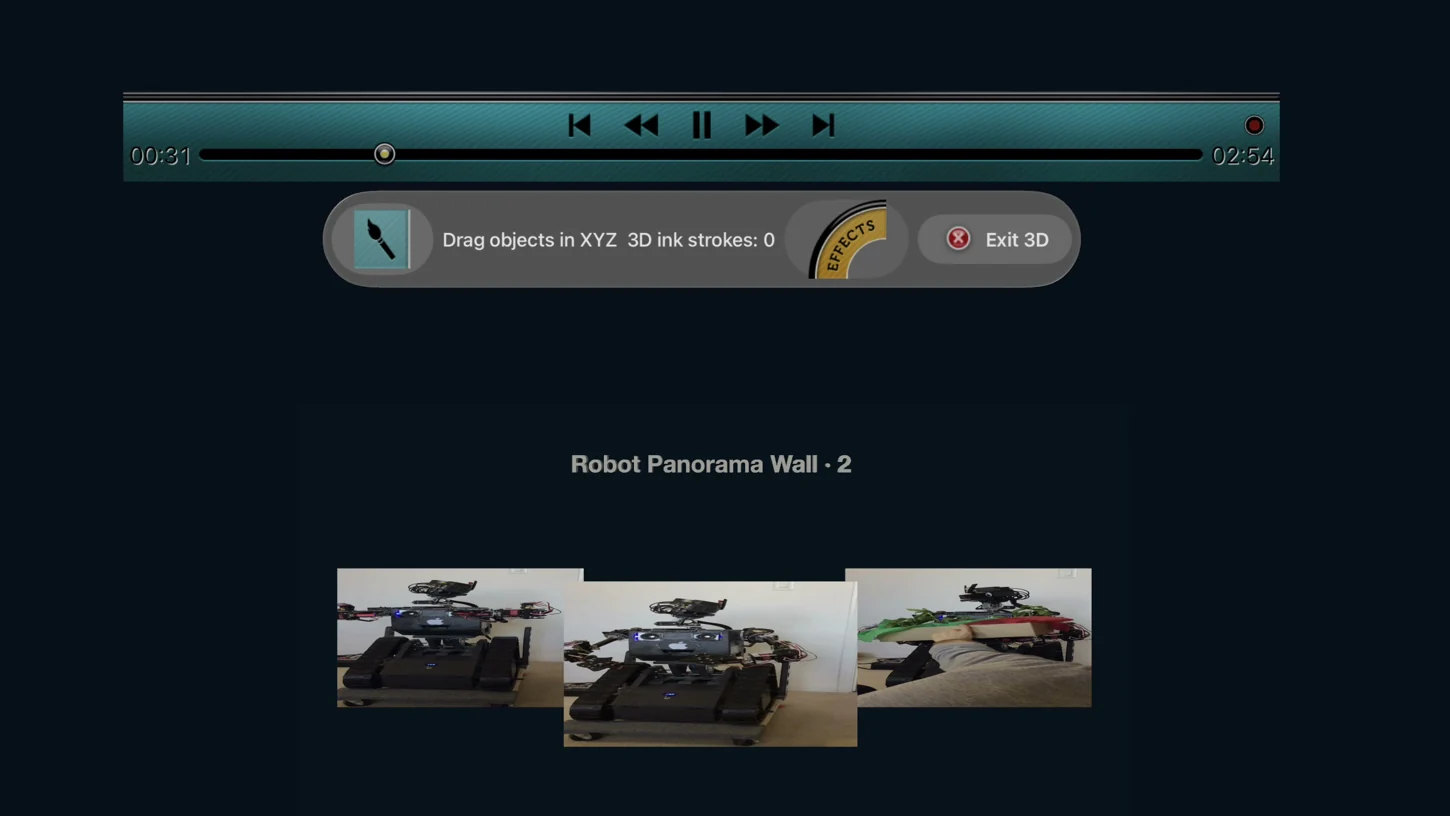 00:31
02:54
Drag objects in XYZ  3D ink strokes: 0
EFFECTS
Exit 3D
Robot Panorama Wall · 2